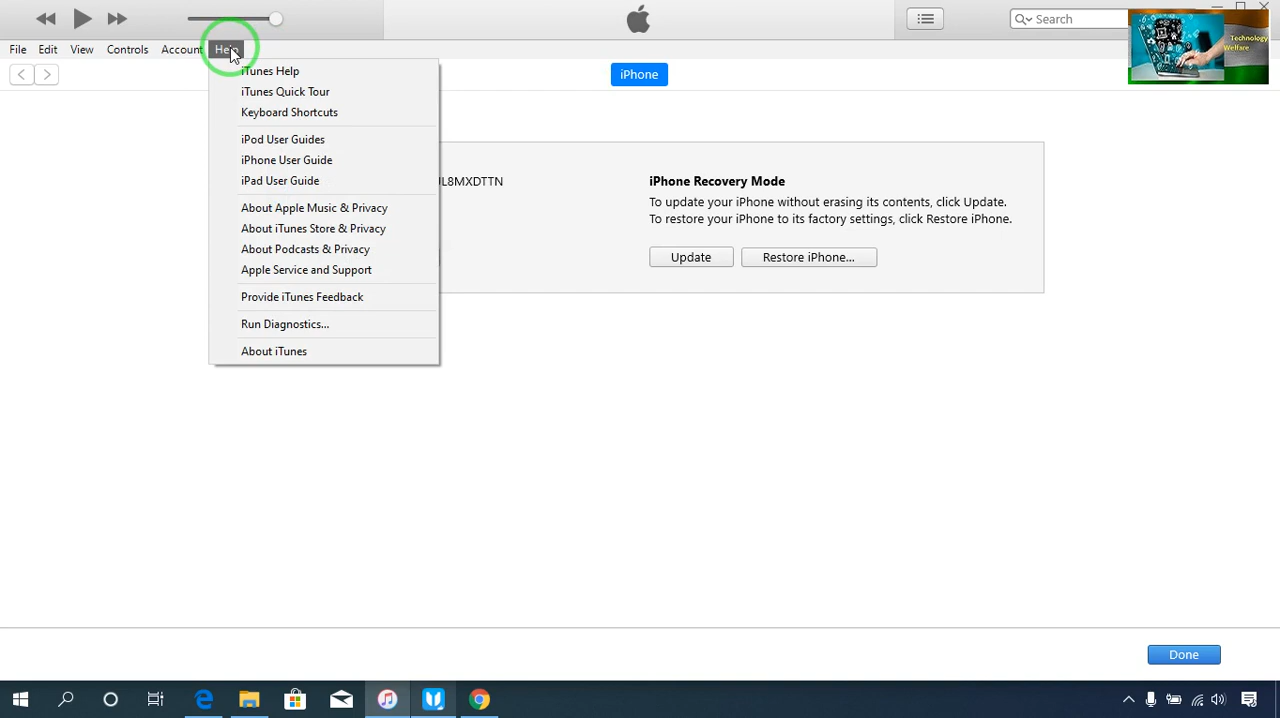 Search
Technology
Welfare
File Edit View Controls Account Help
iPhone
iTunes Help
iTunes Quick Tour
Keyboard Shortcuts
iPod User Guides
iPhone User Guide
iPad User Guide
About Apple Music & Privacy
About iTunes Store & Privacy
About Podcasts & Privacy
Apple Service and Support
Provide iTunes Feedback
Run Diagnostics...
About iTunes
L8MXDTTN
iPhone Recovery Mode
To update your iPhone without erasing its contents, click Update.
To restore your iPhone to its factory settings, click Restore iPhone.
Update Restore iPhone...
Done